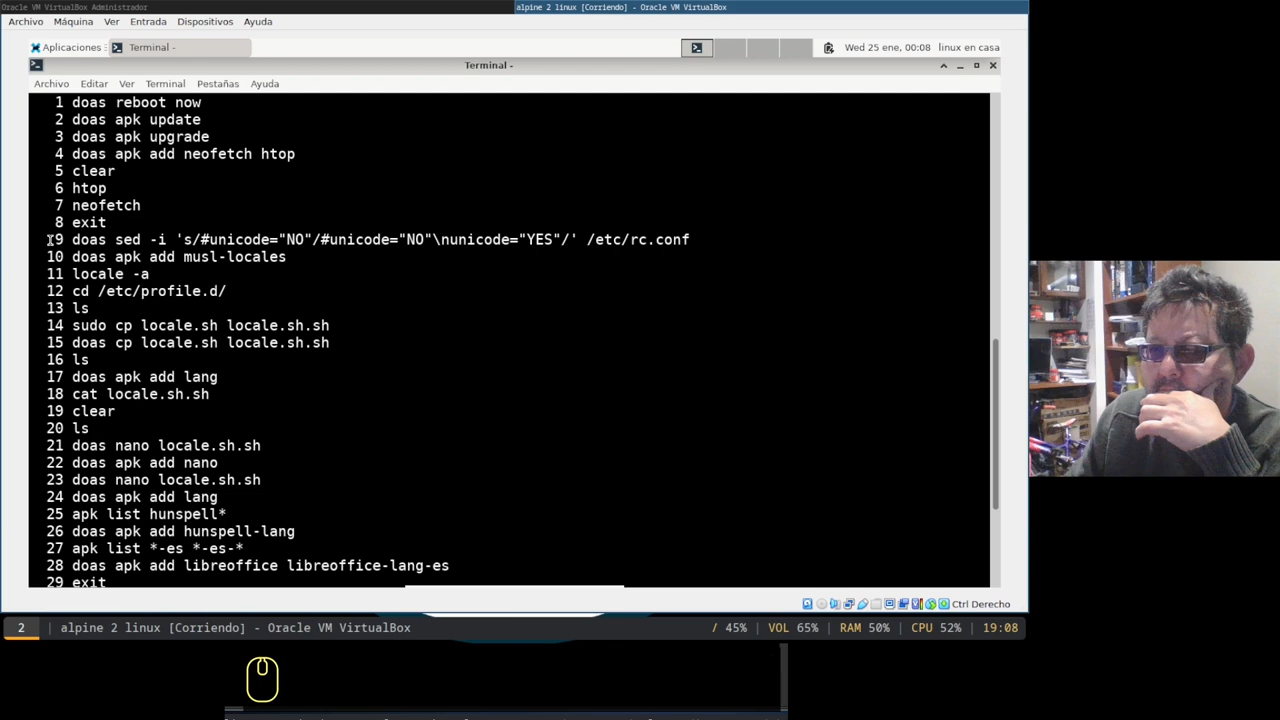 Oracle VM VirtualBox Administrador
alpine 2 linux [Corriendo] - Oracle VM VirtualBox
Archivo Máquina Ver Entrada Dispositivos Ayuda
Aplicaciones Terminal - Wed 25 ene, 00:08 linux en casa
Terminal -
Archivo Editar Ver Terminal Pestañas Ayuda
1 doas reboot now
2 doas apk update
3 doas apk upgrade
4 doas apk add neofetch htop
5 clear
6 htop
7 neofetch
8 exit
9 doas sed -i 's/#unicode="NO"/#unicode="NO"\nunicode="YES"/' /etc/rc.conf
10 doas apk add musl-locales
11 locale -a
12 cd /etc/profile.d/
13 ls
14 sudo cp locale.sh locale.sh.sh
15 doas cp locale.sh locale.sh.sh
16 ls
17 doas apk add lang
18 cat locale.sh.sh
19 clear
20 ls
21 doas nano locale.sh.sh
22 doas apk add nano
23 doas nano locale.sh.sh
24 doas apk add lang
25 apk list hunspell*
26 doas apk add hunspell-lang
27 apk list *-es *-es-*
28 doas apk add libreoffice libreoffice-lang-es
29 exit
Ctrl Derecho
2 | alpine 2 linux [Corriendo] - Oracle VM VirtualBox / 45% | VOL 65% | RAM 50% | CPU 52% | 19:08